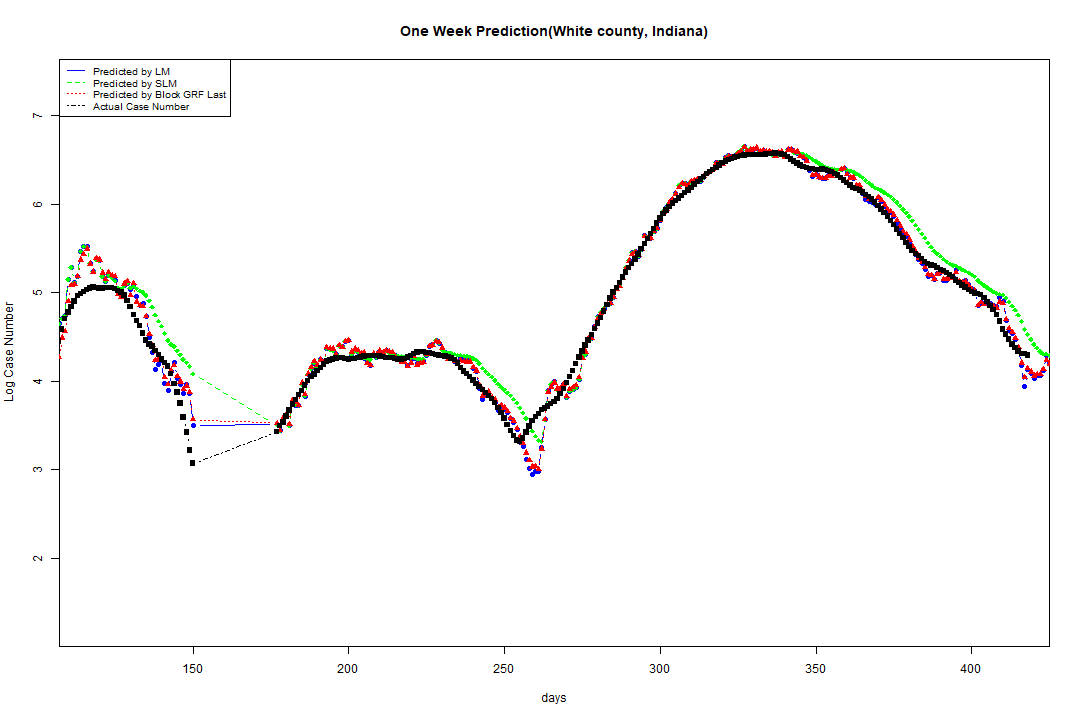 One Week Prediction(White county, Indiana)
Predicted by LM
Predicted by SLM
Predicted by Block GRF Last
Actual Case Number
7
6
5
4
3
2
Log Case Number
150 200 250 300 350 400
days